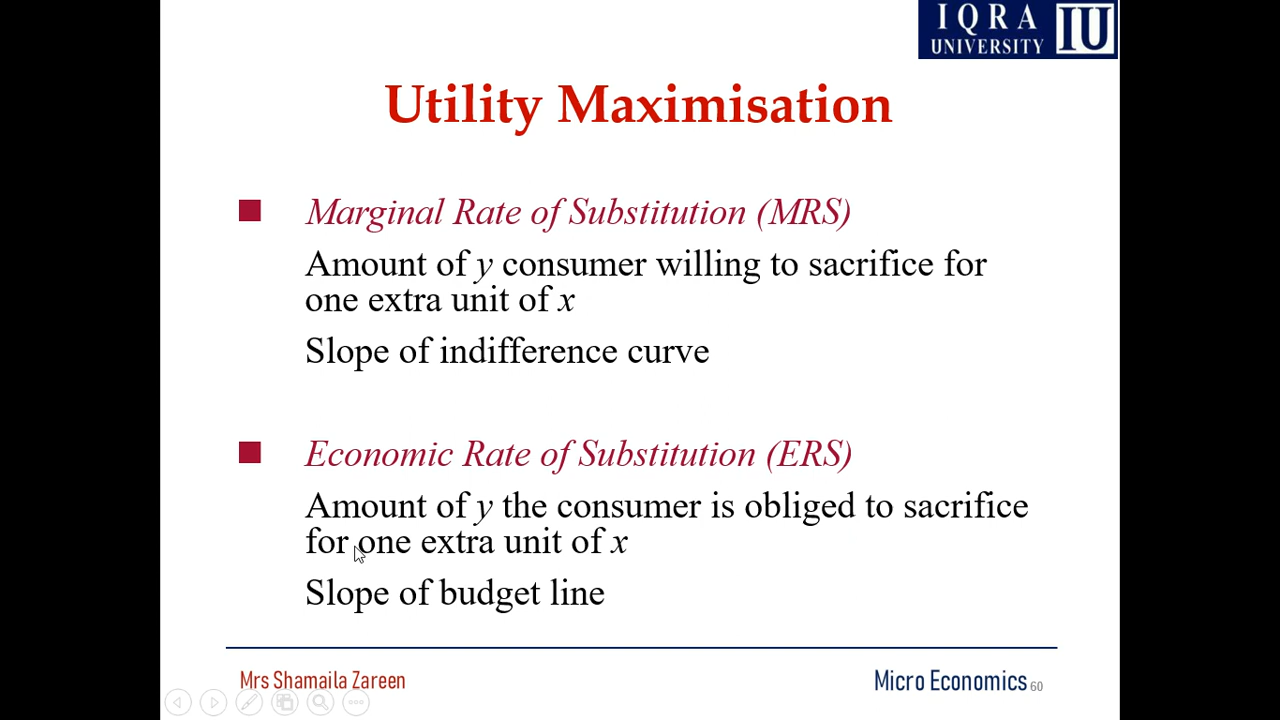 IQRA
UNIVERSITY IU
Utility Maximisation
Marginal Rate of Substitution (MRS)
Amount of y consumer willing to sacrifice for
one extra unit of x
Slope of indifference curve
Economic Rate of Substitution (ERS)
Amount of y the consumer is obliged to sacrifice
for one extra unit of x
Slope of budget line
Mrs Shamaila Zareen
Micro Economics 60